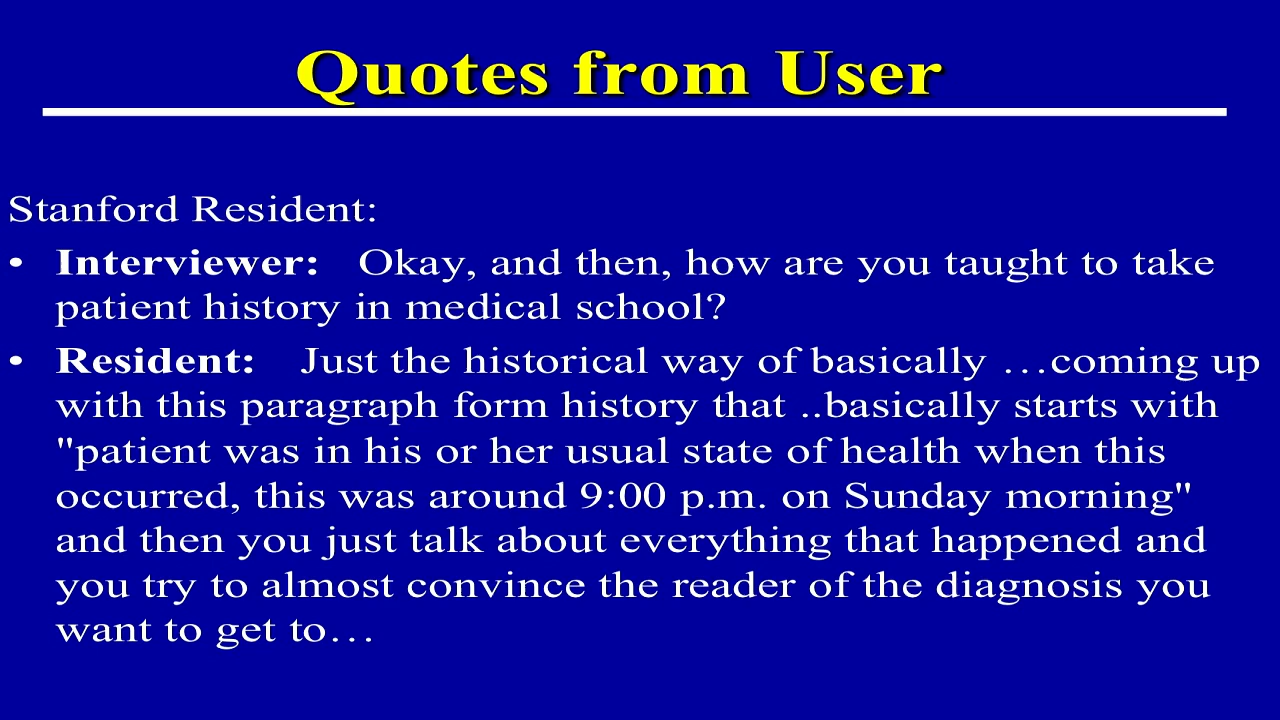 Quotes from User
Stanford Resident:
• Interviewer: Okay, and then, how are you taught to take
patient history in medical school?
• Resident: Just the historical way of basically …coming up
with this paragraph form history that ..basically starts with
"patient was in his or her usual state of health when this
occurred, this was around 9:00 p.m. on Sunday morning"
and then you just talk about everything that happened and
you try to almost convince the reader of the diagnosis you
want to get to…